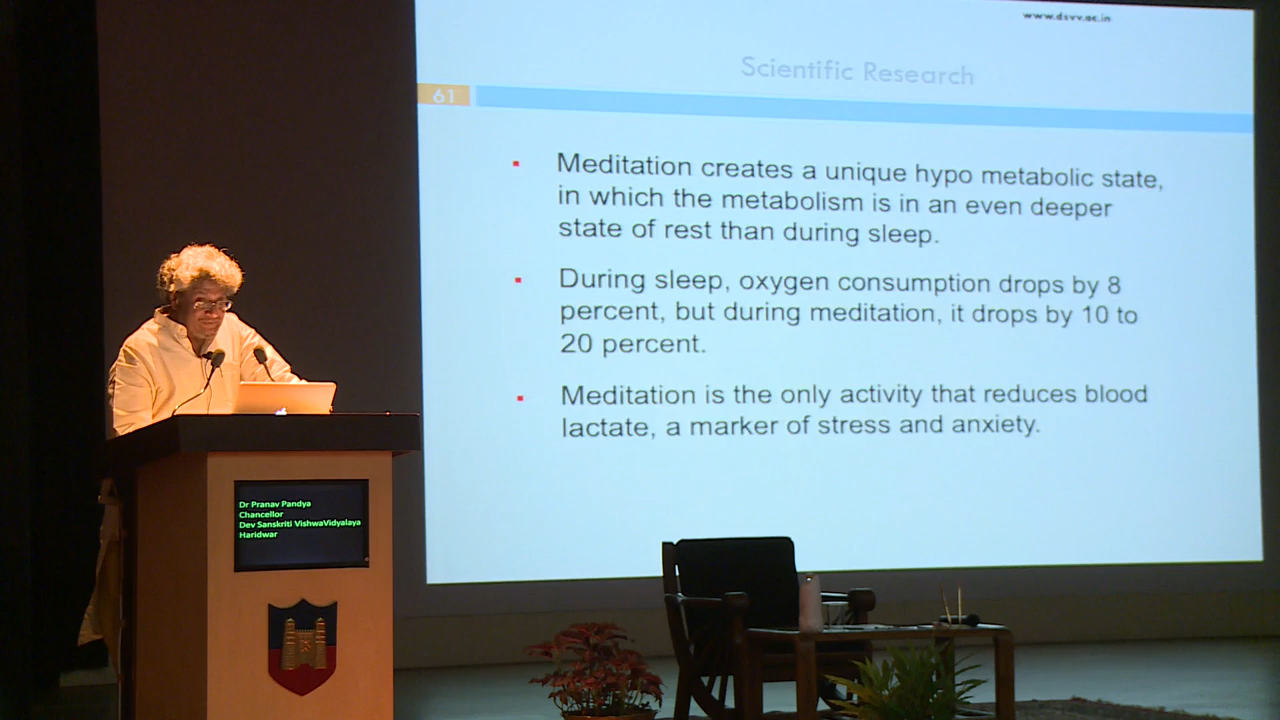 www.dsvv.ac.in
Scientific Research
61
Meditation creates a unique hypo metabolic state,
in which the metabolism is in an even deeper
state of rest than during sleep.
During sleep, oxygen consumption drops by 8
percent, but during meditation, it drops by 10 to
20 percent.
Meditation is the only activity that reduces blood
lactate, a marker of stress and anxiety.
Dr Pranav Pandya
Chancellor
Dev Sanskriti VishwaVidyalaya
Haridwar